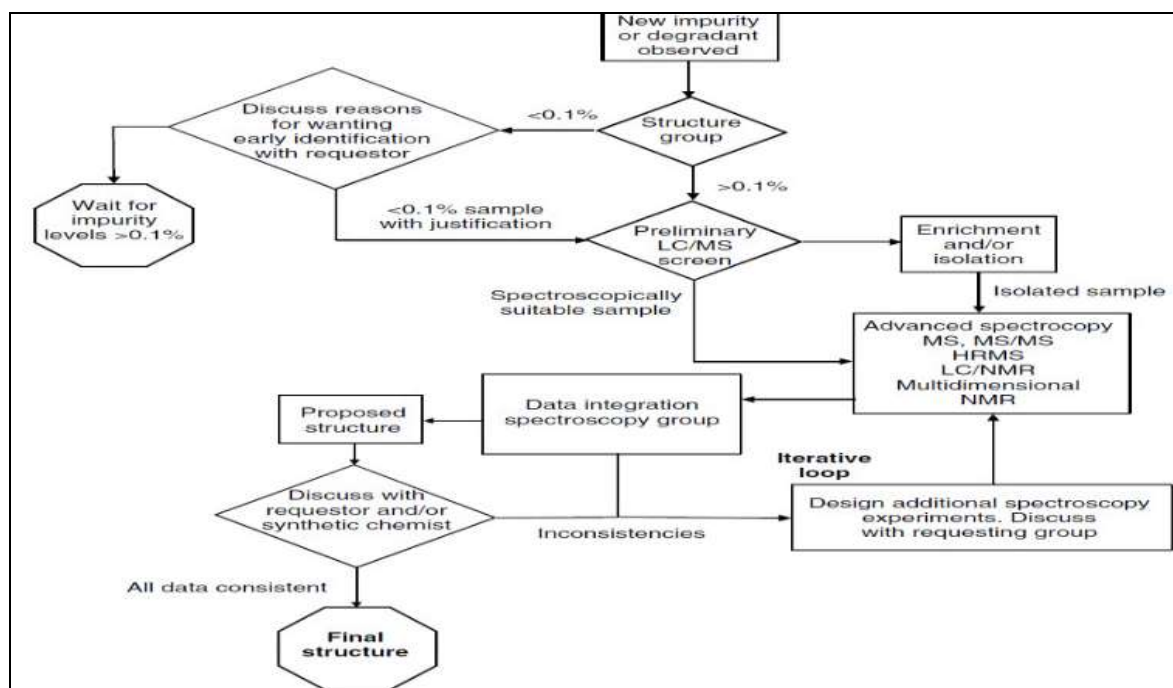 New impurity
or degradant
observed
Discuss reasons
for wanting
early identification
with requestor
<0.1%
Structure
group
>0.1%
Wait for
impurity
levels >0.1%
<0.1% sample
with justification
Preliminary
LC/MS
screen
Enrichment
and/or
isolation
Isolated sample
Spectroscopically
suitable sample
Advanced spectrocopy
MS, MS/MS
HRMS
LC/NMR
Multidimensional
NMR
Data integration
spectroscopy group
Proposed
structure
Iterative
loop
Discuss with
requestor and/or
synthetic chemist
Inconsistencies
Design additional spectroscopy
experiments. Discuss
with requesting group
All data consistent
Final
structure